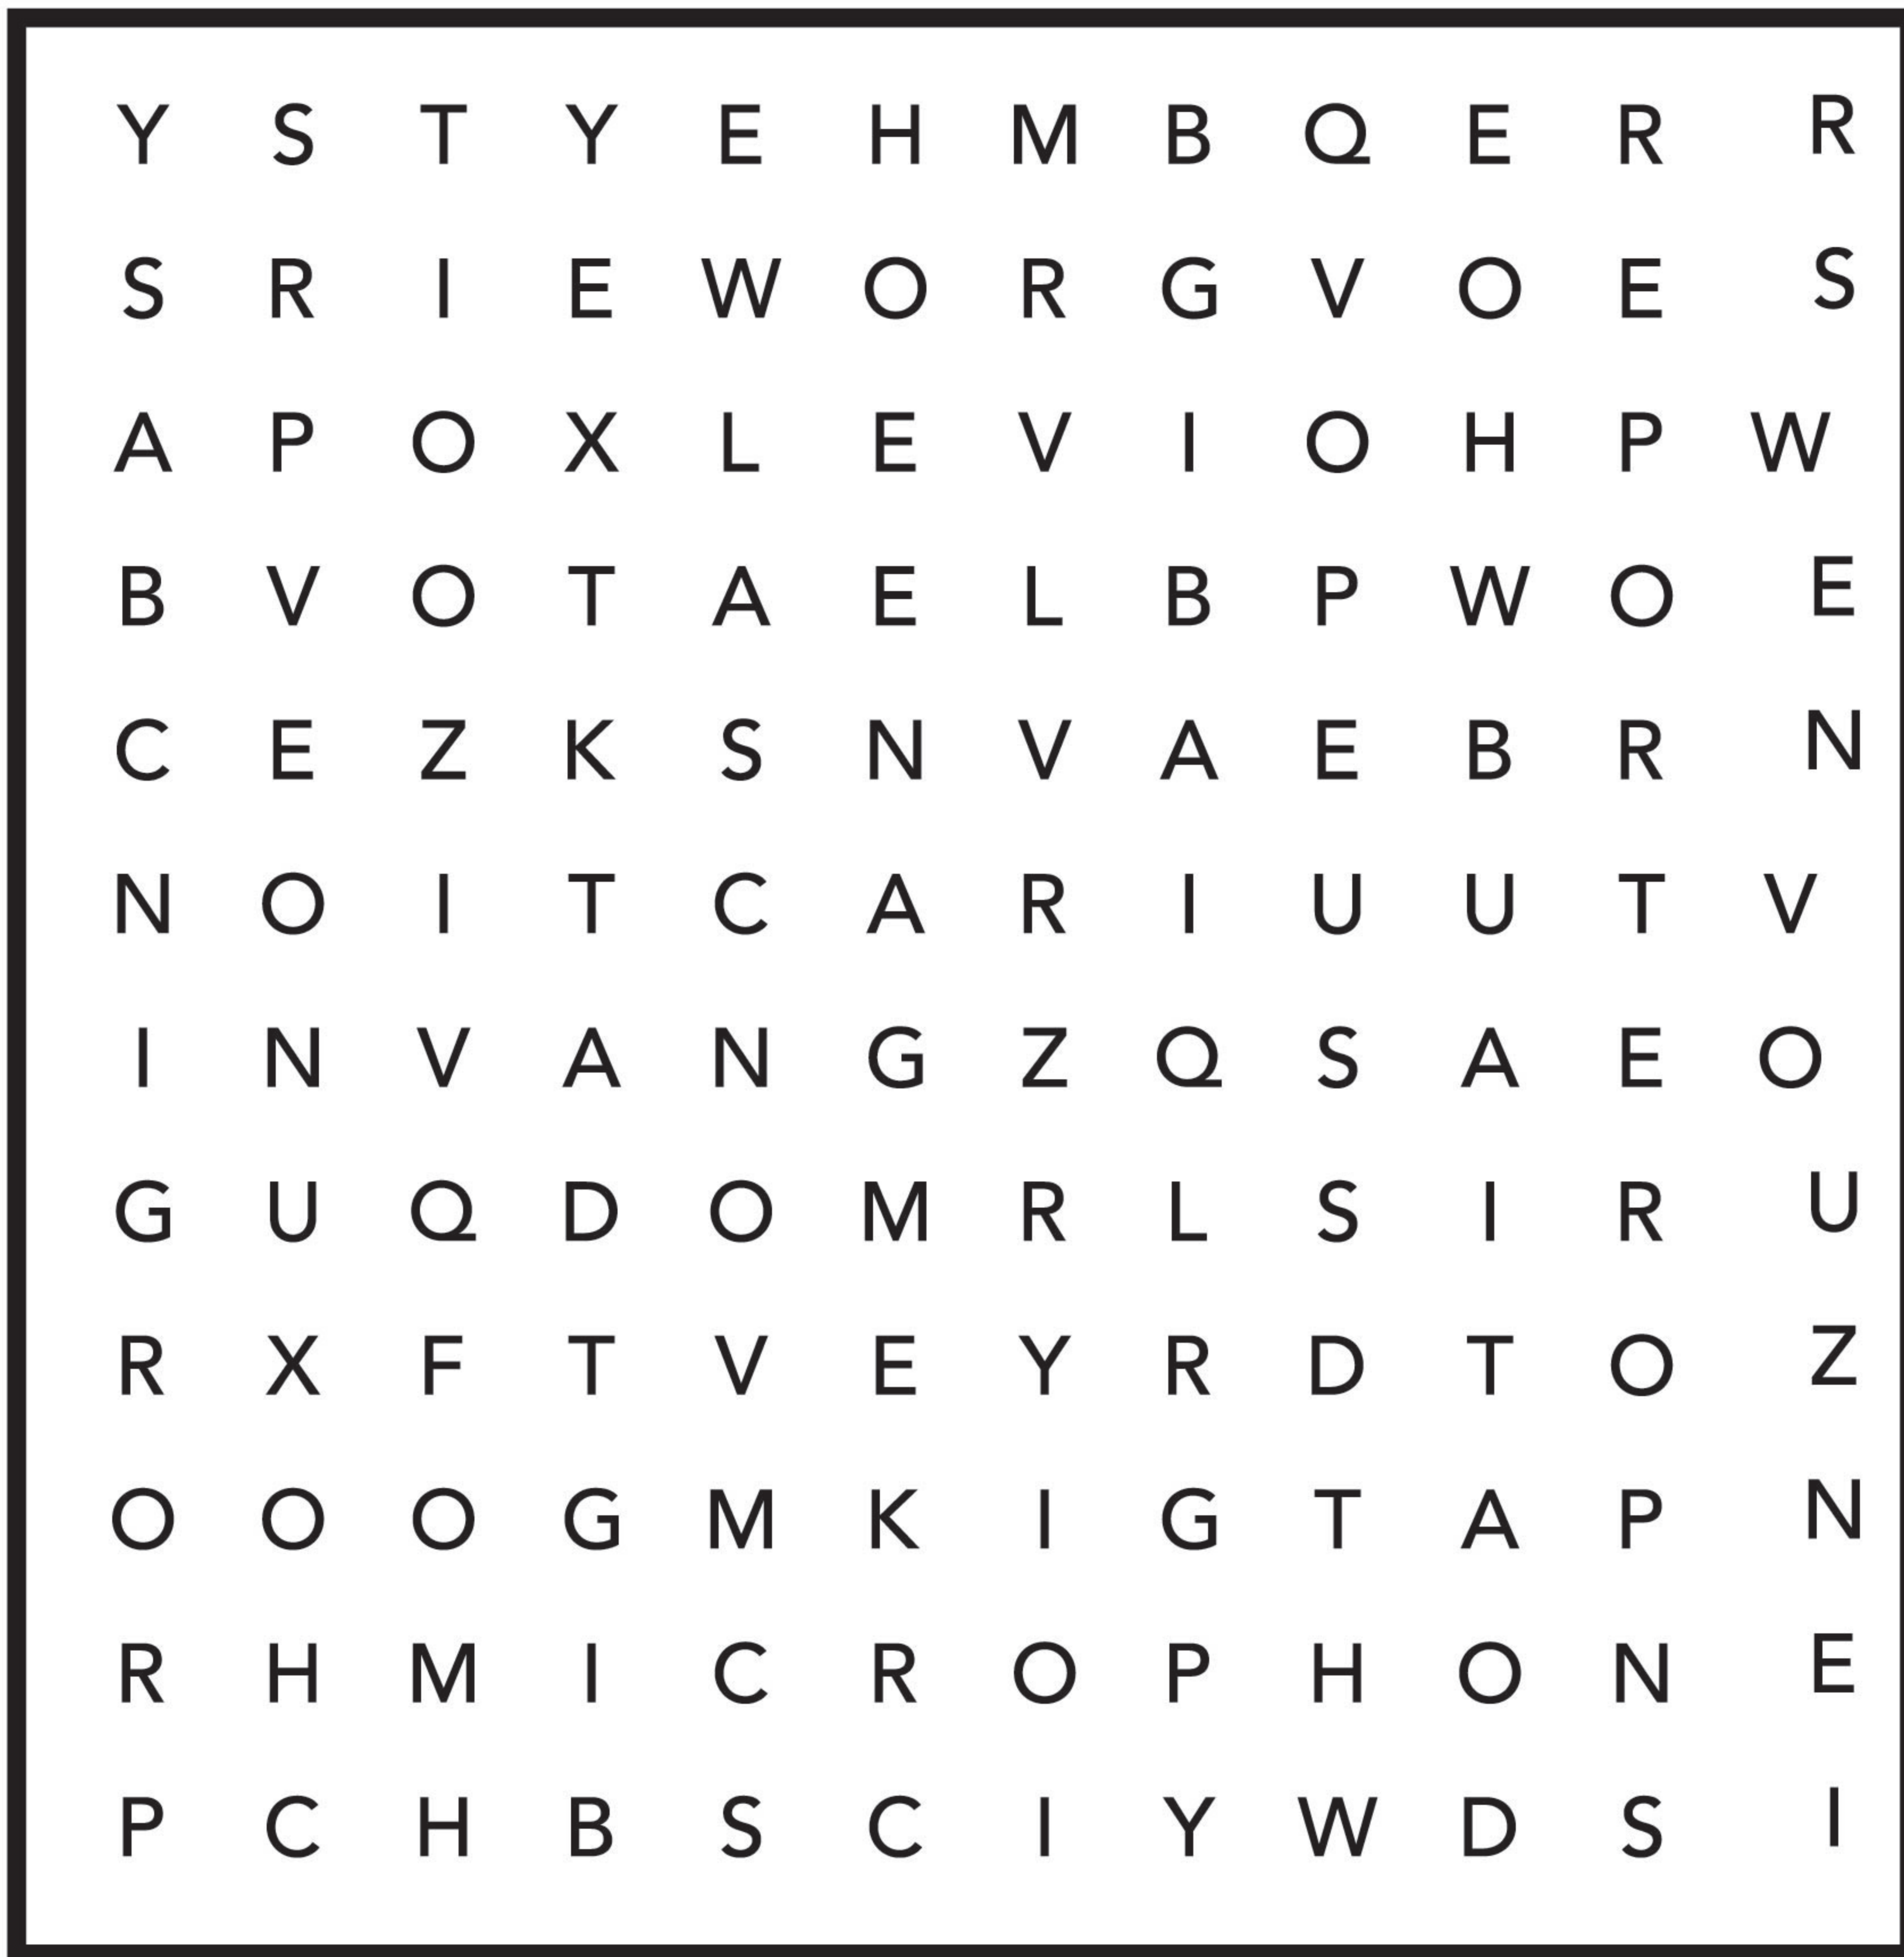 Y S T Y E H M B Q E R R
S R I E W O R G V O E S
A P O X L E V I O H P W
B V O T A E L B P W O E
C E Z K S N V A E B R N
N O I T C A R I U U T V
I N V A N G Z Q S A E O
G U Q D O M R L S I R U
R X F T V E Y R D T O Z
O O O G M K I G T A P N
R H M I C R O P H O N E
P C H B S C I Y W D S I